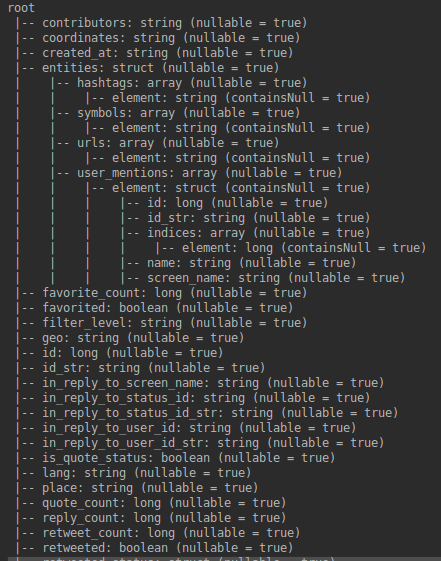 root
 |-- contributors: string (nullable = true)
 |-- coordinates: string (nullable = true)
 |-- created_at: string (nullable = true)
 |-- entities: struct (nullable = true)
 |    |-- hashtags: array (nullable = true)
 |    |    |-- element: string (containsNull = true)
 |    |-- symbols: array (nullable = true)
 |    |    |-- element: string (containsNull = true)
 |    |-- urls: array (nullable = true)
 |    |    |-- element: string (containsNull = true)
 |    |-- user_mentions: array (nullable = true)
 |    |    |-- element: struct (containsNull = true)
 |    |    |    |-- id: long (nullable = true)
 |    |    |    |-- id_str: string (nullable = true)
 |    |    |    |-- indices: array (nullable = true)
 |    |    |    |    |-- element: long (containsNull = true)
 |    |    |    |-- name: string (nullable = true)
 |    |    |    |-- screen_name: string (nullable = true)
 |-- favorite_count: long (nullable = true)
 |-- favorited: boolean (nullable = true)
 |-- filter_level: string (nullable = true)
 |-- geo: string (nullable = true)
 |-- id: long (nullable = true)
 |-- id_str: string (nullable = true)
 |-- in_reply_to_screen_name: string (nullable = true)
 |-- in_reply_to_status_id: string (nullable = true)
 |-- in_reply_to_status_id_str: string (nullable = true)
 |-- in_reply_to_user_id: string (nullable = true)
 |-- in_reply_to_user_id_str: string (nullable = true)
 |-- is_quote_status: boolean (nullable = true)
 |-- lang: string (nullable = true)
 |-- place: string (nullable = true)
 |-- quote_count: long (nullable = true)
 |-- reply_count: long (nullable = true)
 |-- retweet_count: long (nullable = true)
 |-- retweeted: boolean (nullable = true)